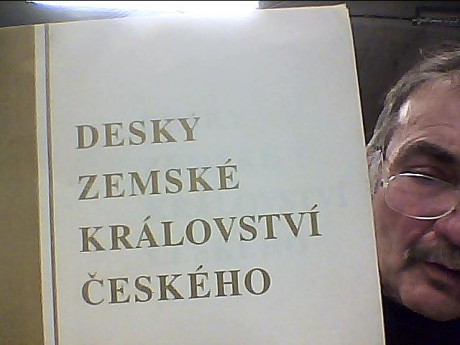 DESKY
ZEMSKÉ
KRÁLOVSTVÍ
ČESKÉHO